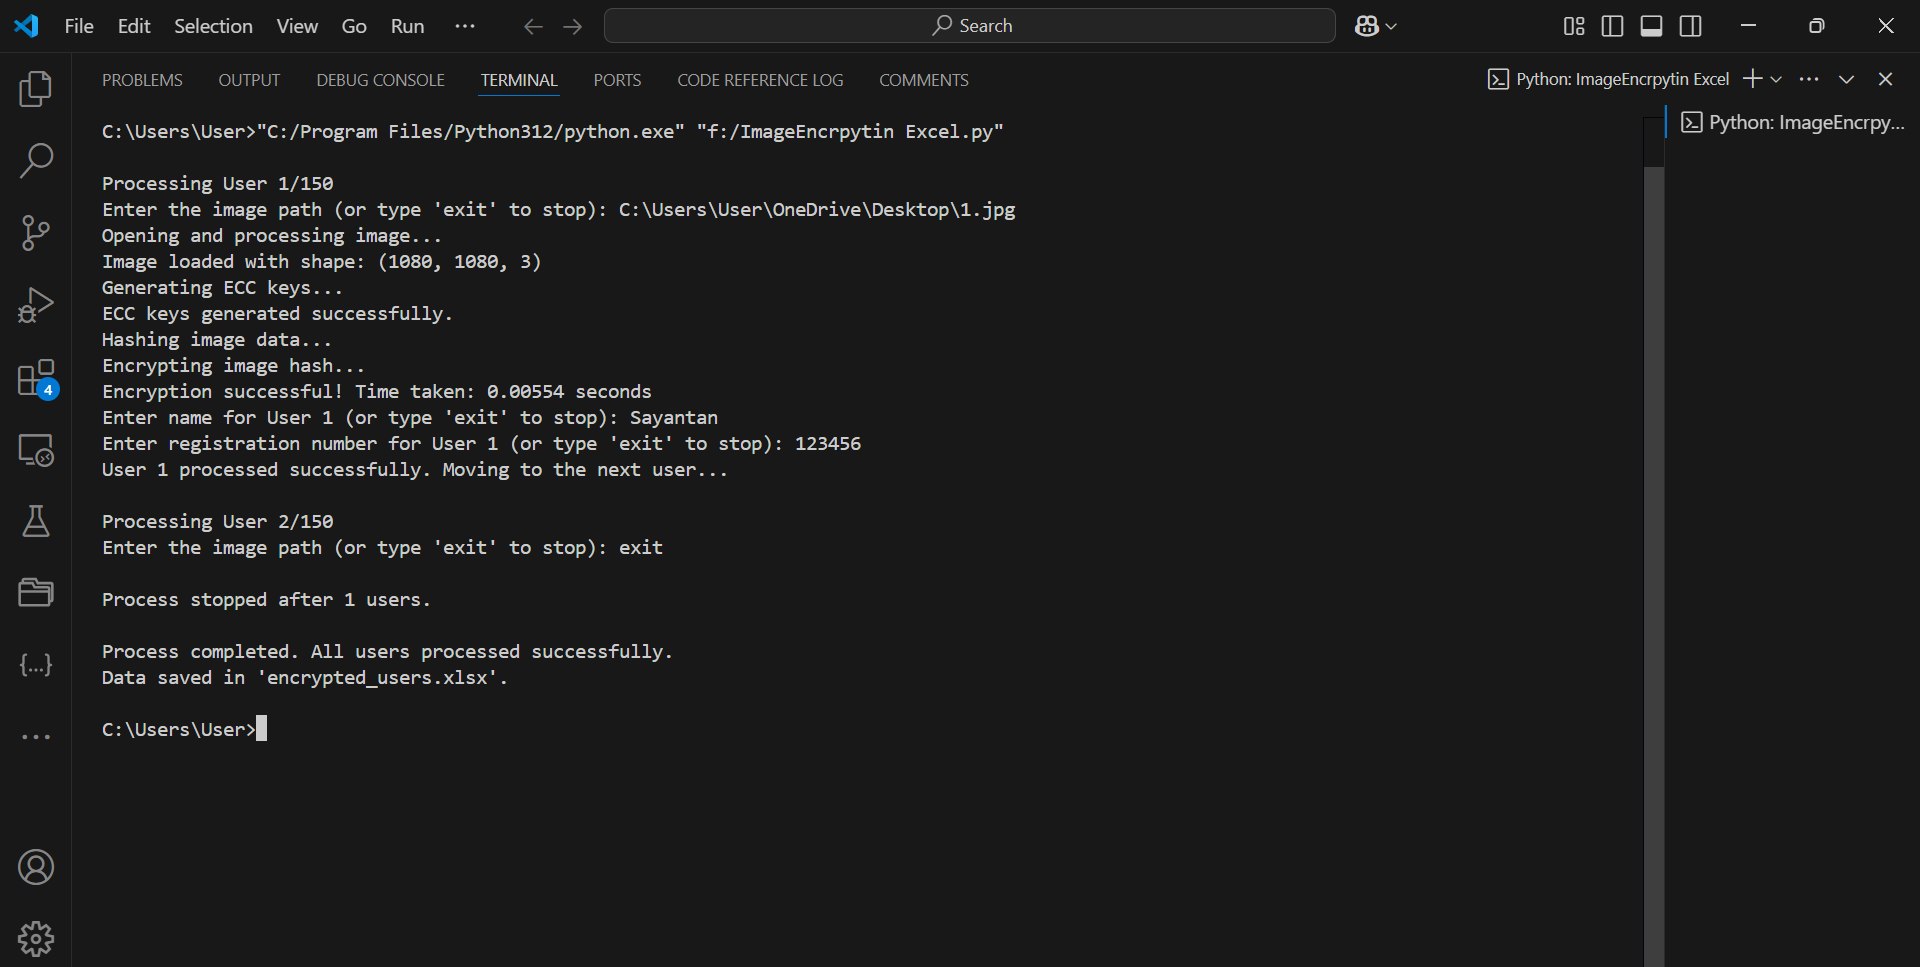 File Edit Selection View Go Run ... Search
PROBLEMS OUTPUT DEBUG CONSOLE TERMINAL PORTS CODE REFERENCE LOG COMMENTS Python: ImageEncrpytin Excel
Python: ImageEncrpy...
C:\Users\User>"C:/Program Files/Python312/python.exe" "f:/ImageEncrpytin Excel.py"
Processing User 1/150
Enter the image path (or type 'exit' to stop): C:\Users\User\OneDrive\Desktop\1.jpg
Opening and processing image...
Image loaded with shape: (1080, 1080, 3)
Generating ECC keys...
ECC keys generated successfully.
Hashing image data...
Encrypting image hash...
Encryption successful! Time taken: 0.00554 seconds
Enter name for User 1 (or type 'exit' to stop): Sayantan
Enter registration number for User 1 (or type 'exit' to stop): 123456
User 1 processed successfully. Moving to the next user...
Processing User 2/150
Enter the image path (or type 'exit' to stop): exit
Process stopped after 1 users.
Process completed. All users processed successfully.
Data saved in 'encrypted_users.xlsx'.
C:\Users\User>
4